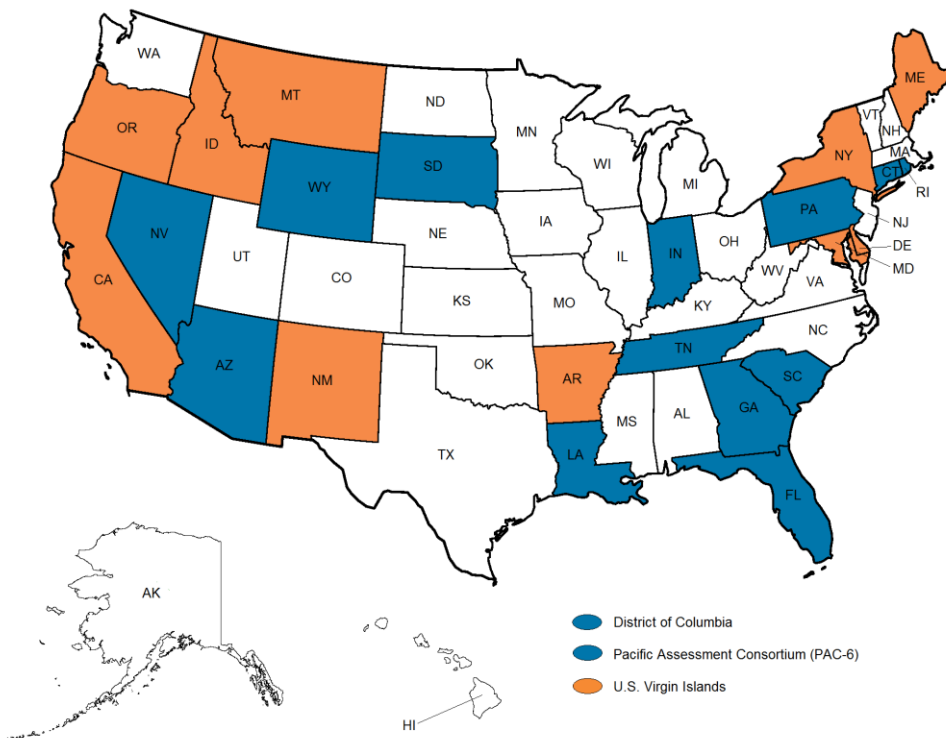 WA
MT
ND
MN
ME
VT
NH
OR
ID
SD
WI
NY
MA
WY
MI
CT
RI
IA
PA
NJ
NV
NE
OH
DE
UT
IL
IN
MD
CA
CO
WV
VA
KS
MO
KY
NC
AZ
NM
OK
TN
AR
SC
MS
AL
GA
TX
LA
FL
AK
HI
District of Columbia
Pacific Assessment Consortium (PAC-6)
U.S. Virgin Islands